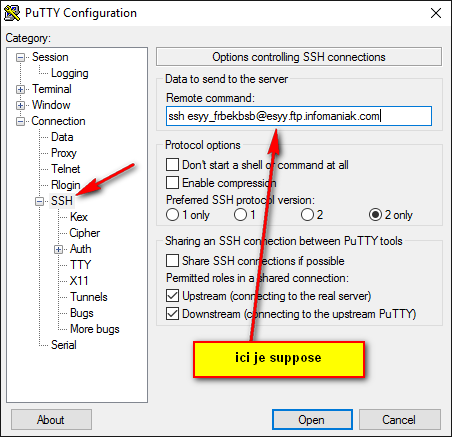 PuTTY Configuration
Category:
Session
Logging
Terminal
Window
Connection
Data
Proxy
Telnet
Rlogin
SSH
Kex
Cipher
Auth
TTY
X11
Tunnels
Bugs
More bugs
Serial
Options controlling SSH connections
Data to send to the server
Remote command:
ssh esyy_frbekbsb@esyy.ftp.infomaniak.com
Protocol options
Don't start a shell or command at all
Enable compression
Preferred SSH protocol version:
1 only 1 2 2 only
Sharing an SSH connection between PuTTY tools
Share SSH connections if possible
Permitted roles in a shared connection:
Upstream (connecting to the real server)
Downstream (connecting to the upstream PuTTY)
ici je suppose
About Open Cancel